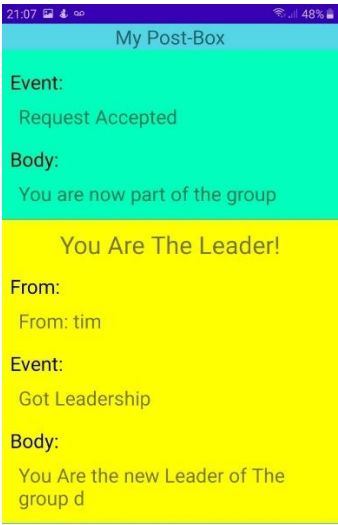 21:07 48%
My Post-Box
Event:
Request Accepted
Body:
You are now part of the group
You Are The Leader!
From:
From: tim
Event:
Got Leadership
Body:
You Are the new Leader of The
group d